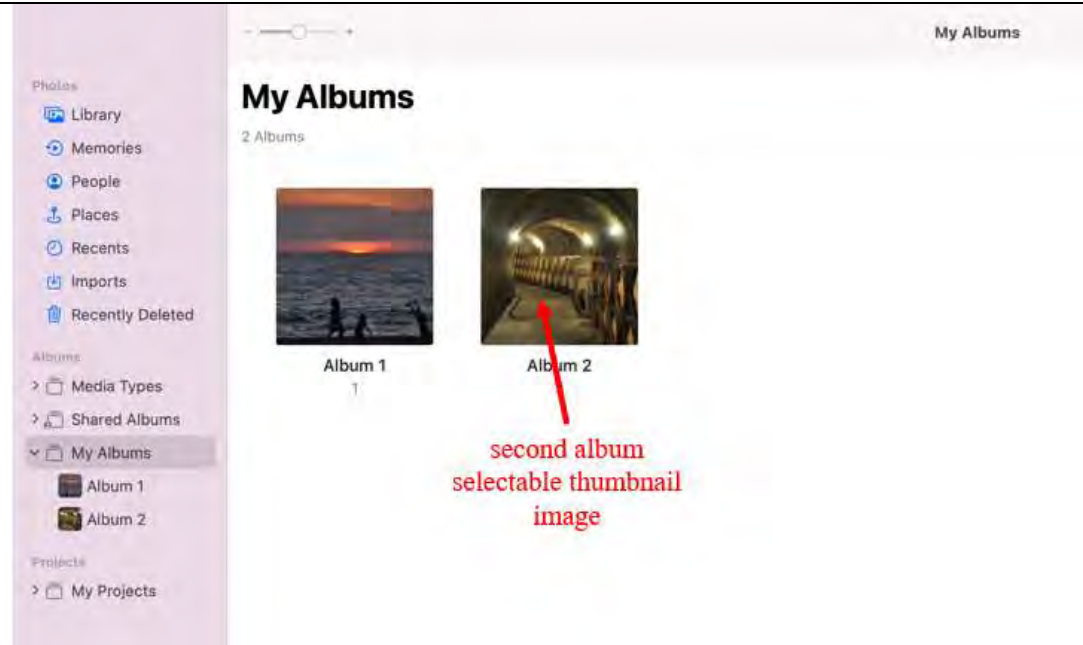 My Albums
Photos
Library
Memories
People
Places
Recents
Imports
Recently Deleted
Albums
Media Types
Shared Albums
My Albums
Album 1
Album 2
Projects
My Projects
My Albums
2 Albums
Album 1
1
Album 2
second album
selectable thumbnail
image